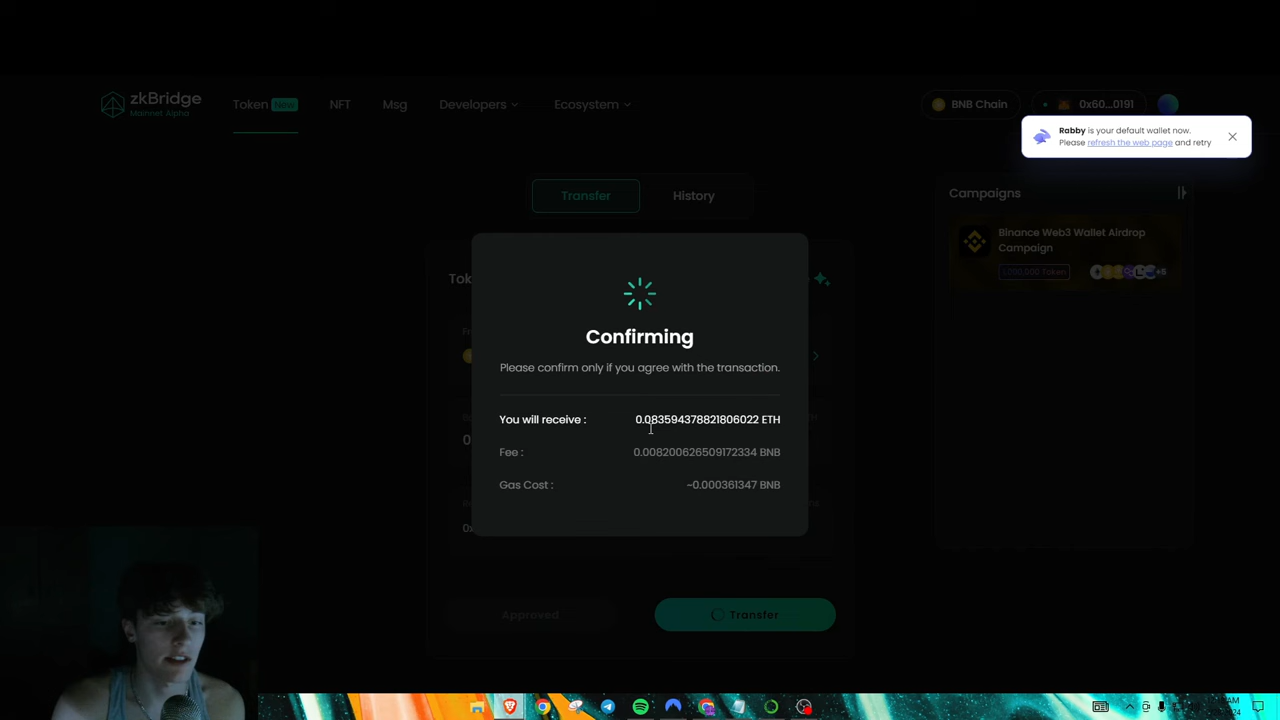 zkBridge
Mainnet Alpha
Token New
NFT
Msg
Developers
Ecosystem
BNB Chain
0x60...0191
Rabby is your default wallet now.
Please refresh the web page and retry
Transfer
History
Campaigns
Binance Web3 Wallet Airdrop
Campaign
+5
Tok
Confirming
Please confirm only if you agree with the transaction.
You will receive : 0.083594378821806022 ETH
Fee : 0.008200626509172334 BNB
Gas Cost : ~0.000361347 BNB
Approved
Transfer